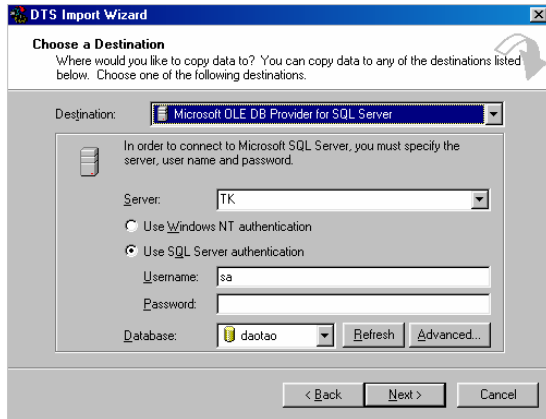 DTS Import Wizard
Choose a Destination
Where would you like to copy data to? You can copy data to any of the destinations listed
below. Choose one of the following destinations.
Destination: Microsoft OLE DB Provider for SQL Server
In order to connect to Microsoft SQL Server, you must specify the
server, user name and password.
Server: TK
Use Windows NT authentication
Use SQL Server authentication
Username: sa
Password:
Database: daotao Refresh Advanced...
< Back Next > Cancel